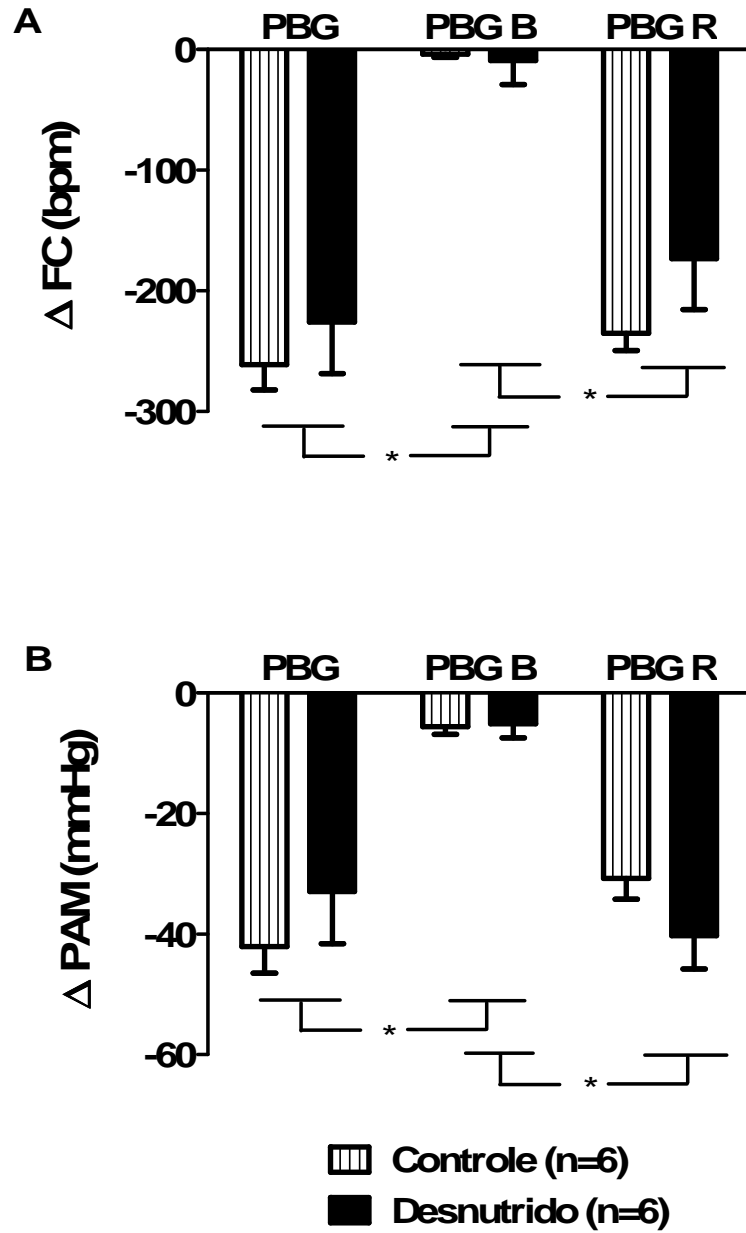 A
PBG PBG B PBG R
0
-100
-200
-300
Δ FC (bpm)
*
*
B
PBG PBG B PBG R
0
-20
-40
-60
Δ PAM (mmHg)
*
*
Controle (n=6)
Desnutrido (n=6)